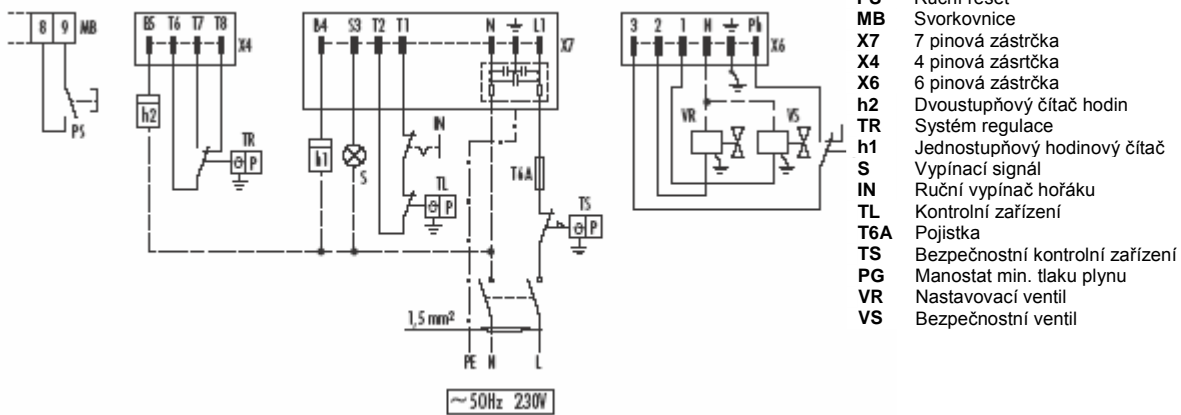 8 9 MB
B5 T6 T7 T8
X4
B4 S3 T2 T1 N L1
X7
3 2 1 N Ph
X6
h2
PS
TR
P
h1
S
IN
TL
P
T6A
TS
P
VR
VS
1,5 mm²
PE N L
~50Hz 230V
PS Ruční reset
MB Svorkovnice
X7 7 pinová zástrčka
X4 4 pinová zásrtčka
X6 6 pinová zástrčka
h2 Dvoustupňový čítač hodin
TR Systém regulace
h1 Jednostupňový hodinový čítač
S Vypínací signál
IN Ruční vypínač hořáku
TL Kontrolní zařízení
T6A Pojistka
TS Bezpečnostní kontrolní zařízení
PG Manostat min. tlaku plynu
VR Nastavovací ventil
VS Bezpečnostní ventil